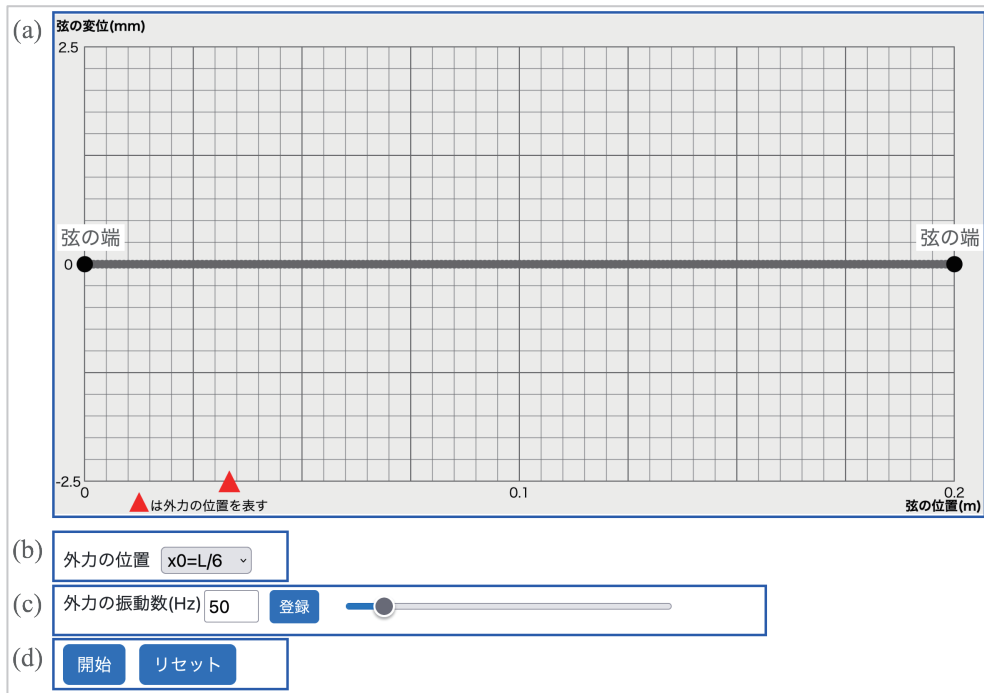 (a)
弦の変位(mm)
2.5
弦の端
弦の端
0
-2.5
0
0.1
0.2
は外力の位置を表す
弦の位置(m)
(b)
外力の位置 x0=L/6
(c)
外力の振動数(Hz) 50 登録
(d)
開始 リセット